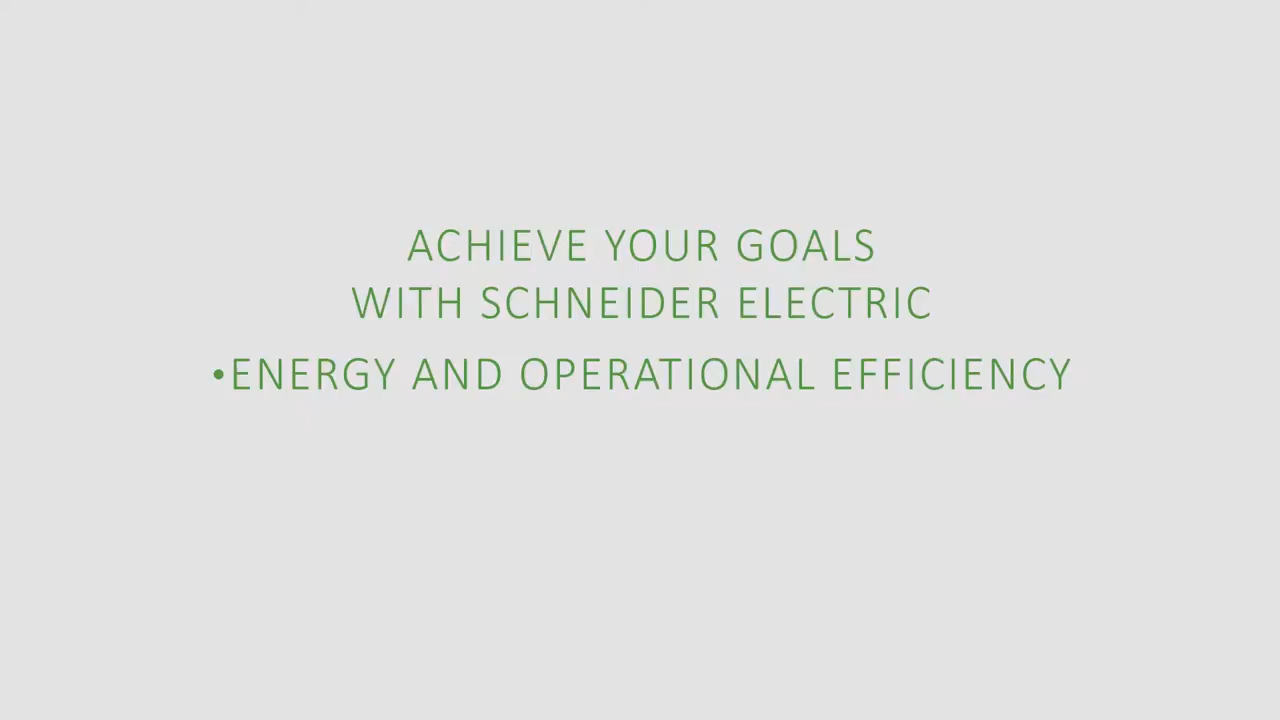 ACHIEVE YOUR GOALS
WITH SCHNEIDER ELECTRIC
•ENERGY AND OPERATIONAL EFFICIENCY